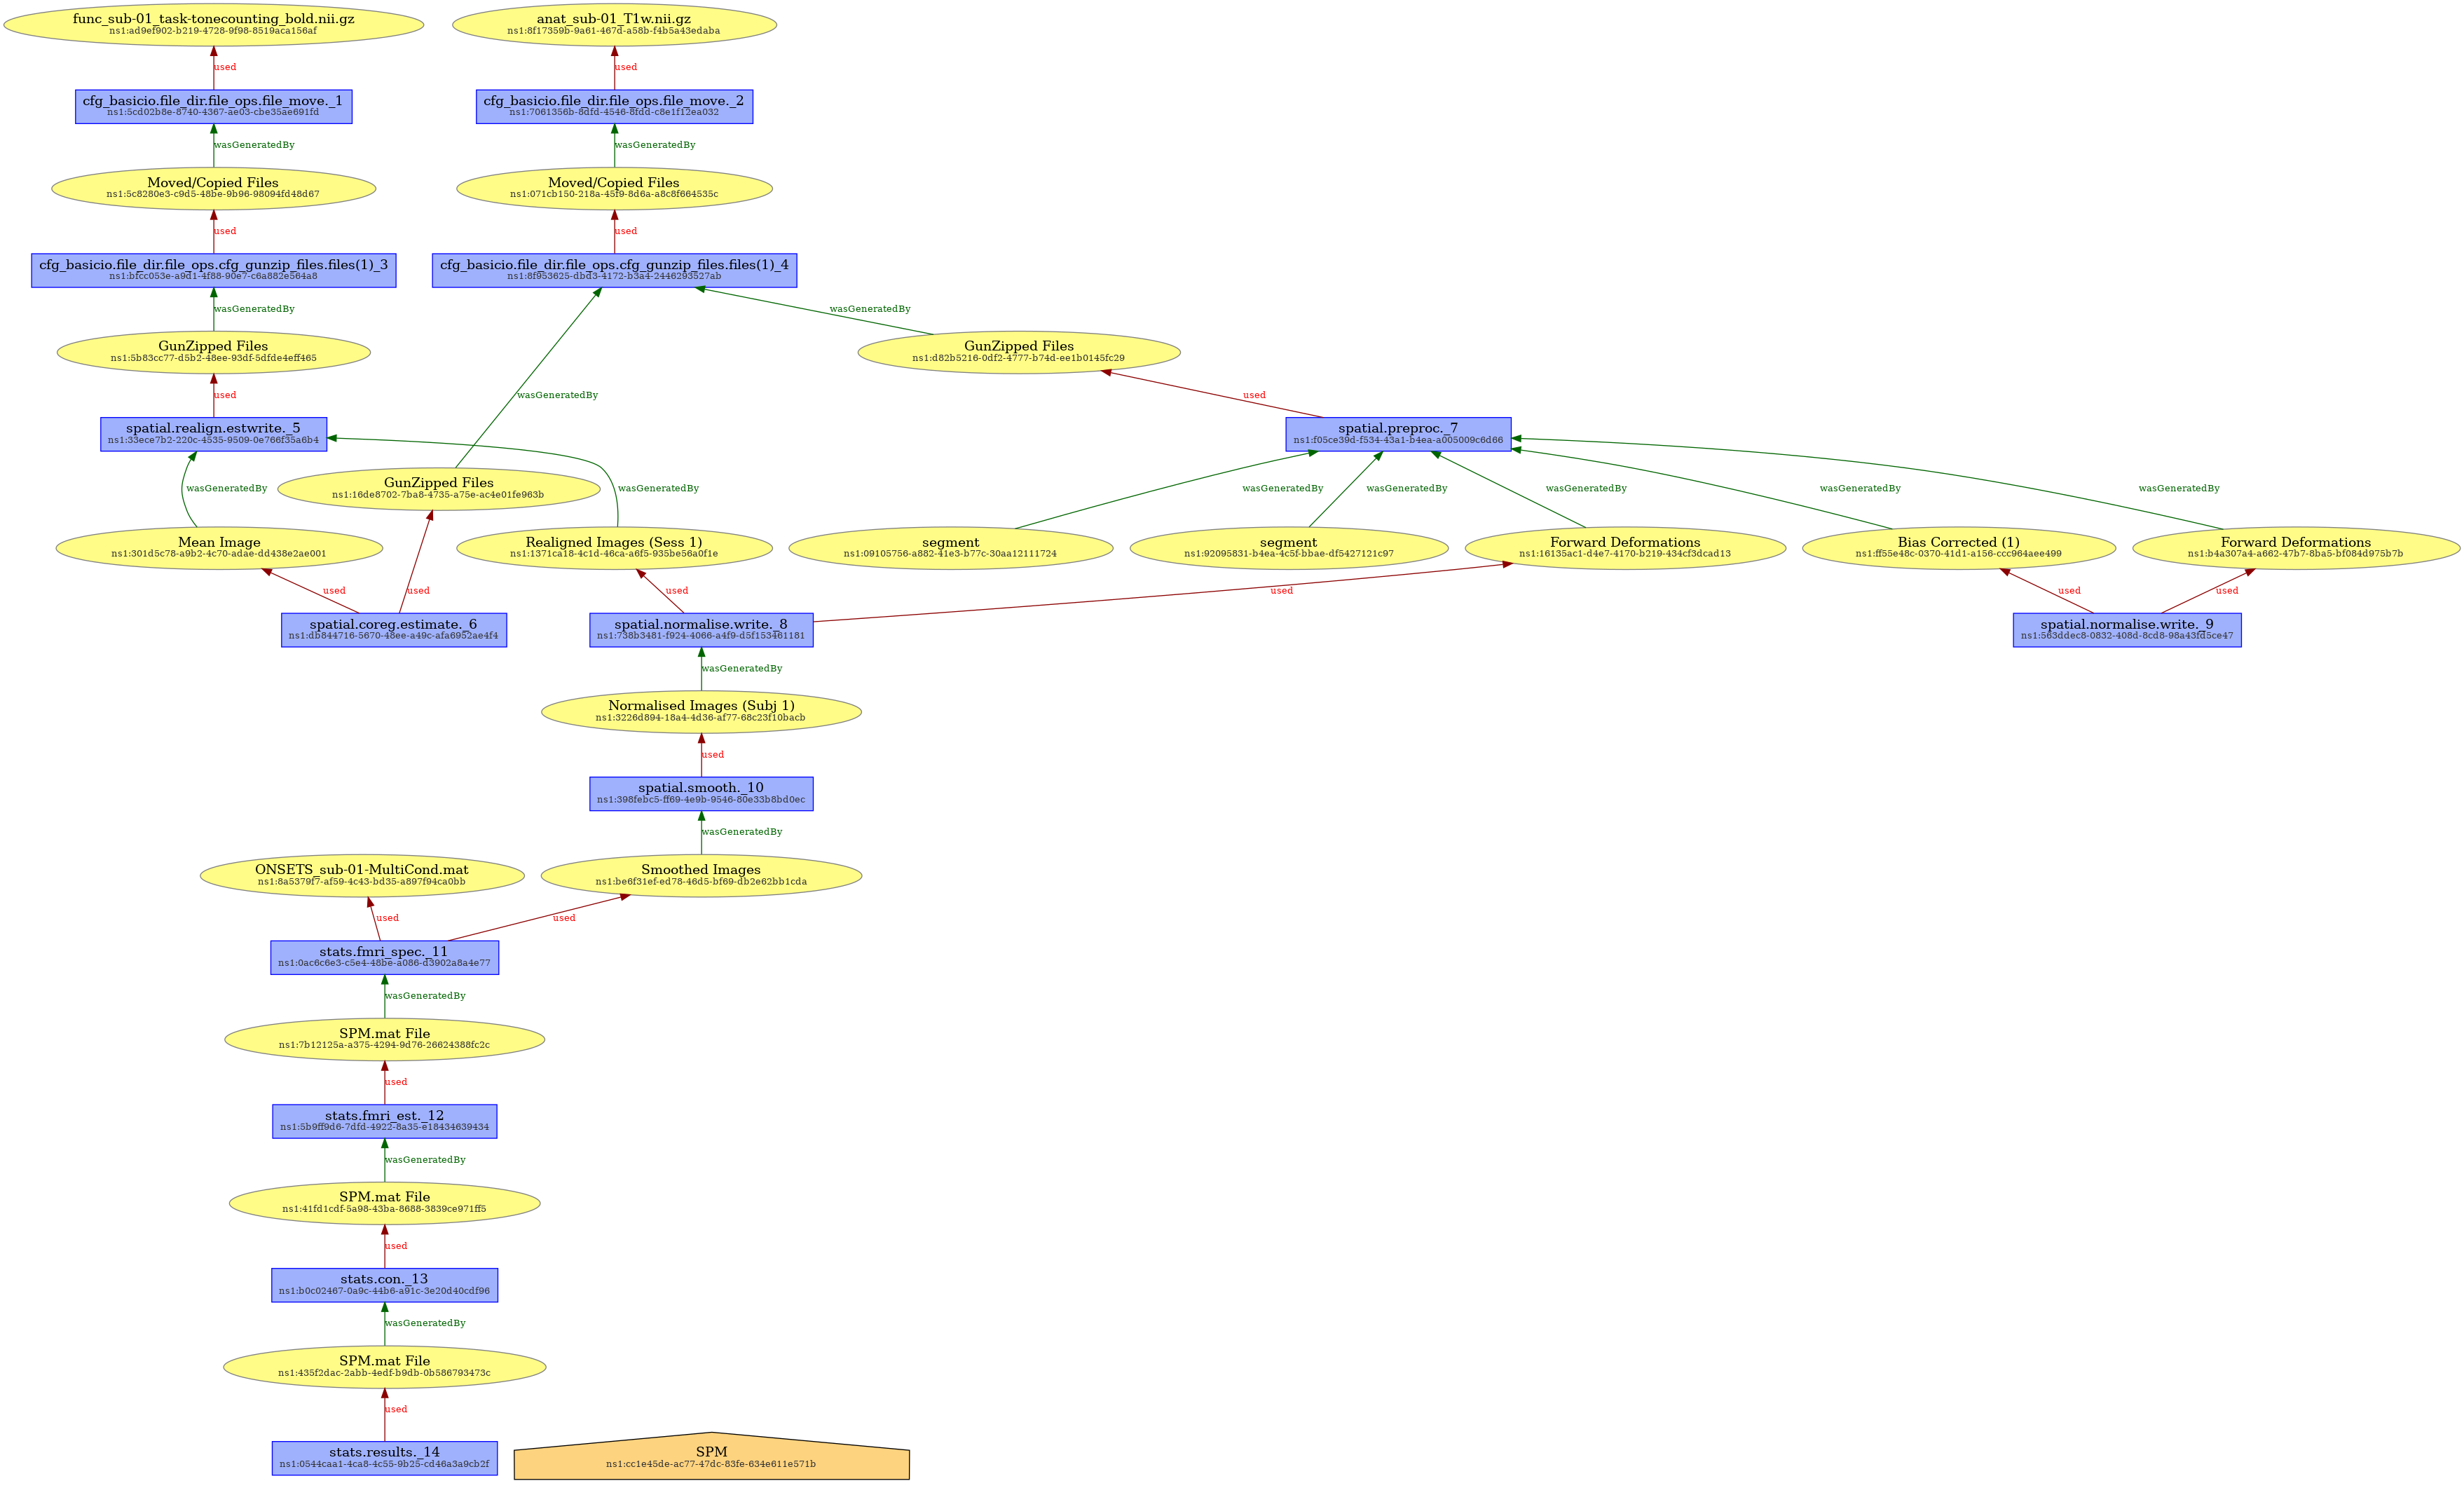 func_sub-01_task-tonecounting_bold.nii.gz
ns1:ad9ef902-b219-4728-9f98-8519aca156af
anat_sub-01_T1w.nii.gz
ns1:8f17359b-9a61-467d-a58b-f4b5a43edaba
used
used
cfg_basicio.file_dir.file_ops.file_move._1
ns1:5cd02b8e-8740-4367-ae03-cbe35ae691fd
cfg_basicio.file_dir.file_ops.file_move._2
ns1:7061356b-8dfd-4546-8fdd-c8e1f12ea032
wasGeneratedBy
wasGeneratedBy
Moved/Copied Files
ns1:5c8280e3-c9d5-48be-9b96-98094fd48d67
Moved/Copied Files
ns1:071cb150-218a-45f9-8d6a-a8c8f664535c
used
used
cfg_basicio.file_dir.file_ops.cfg_gunzip_files.files(1)_3
ns1:bfcc053e-a9d1-4f88-90e7-c6a882e564a8
cfg_basicio.file_dir.file_ops.cfg_gunzip_files.files(1)_4
ns1:8f953625-dbd3-4172-b3a4-2446293527ab
wasGeneratedBy
wasGeneratedBy
GunZipped Files
ns1:5b83cc77-d5b2-48ee-93df-5dfde4eff465
GunZipped Files
ns1:d82b5216-0df2-4777-b74d-ee1b0145fc29
used
wasGeneratedBy
used
spatial.realign.estwrite._5
ns1:33ece7b2-220c-4535-9509-0e766f35a6b4
spatial.preproc._7
ns1:f05ce39d-f534-43a1-b4ea-a005009c6d66
GunZipped Files
ns1:16de8702-7ba8-4735-a75e-ac4e01fe963b
wasGeneratedBy
wasGeneratedBy
wasGeneratedBy
wasGeneratedBy
wasGeneratedBy
wasGeneratedBy
wasGeneratedBy
Mean Image
ns1:301d5c78-a9b2-4c70-adae-dd438e2ae001
Realigned Images (Sess 1)
ns1:1371ca18-4c1d-46ca-a6f5-935be56a0f1e
segment
ns1:09105756-a882-41e3-b77c-30aa12111724
segment
ns1:92095831-b4ea-4c5f-bbae-df5427121c97
Forward Deformations
ns1:16135ac1-d4e7-4170-b219-434cf3dcad13
Bias Corrected (1)
ns1:ff55e48c-0370-41d1-a156-ccc964aee499
Forward Deformations
ns1:b4a307a4-a662-47b7-8ba5-bf084d975b7b
used
used
used
used
used
used
spatial.coreg.estimate._6
ns1:db844716-5670-48ee-a49c-afa6952ae4f4
spatial.normalise.write._8
ns1:738b3481-f924-4066-a4f9-d5f153461181
spatial.normalise.write._9
ns1:563ddec8-0832-408d-8cd8-98a43fd5ce47
wasGeneratedBy
Normalised Images (Subj 1)
ns1:3226d894-18a4-4d36-af77-68c23f10bacb
used
spatial.smooth._10
ns1:398febc5-ff69-4e9b-9546-80e33b8bd0ec
wasGeneratedBy
ONSETS_sub-01-MultiCond.mat
ns1:8a5379f7-af59-4c43-bd35-a897f94ca0bb
Smoothed Images
ns1:be6f31ef-ed78-46d5-bf69-db2e62bb1cda
used
used
stats.fmri_spec._11
ns1:0ac6c6e3-c5e4-48be-a086-d3902a8a4e77
wasGeneratedBy
SPM.mat File
ns1:7b12125a-a375-4294-9d76-26624388fc2c
used
stats.fmri_est._12
ns1:5b9ff9d6-7dfd-4922-8a35-e18434639434
wasGeneratedBy
SPM.mat File
ns1:41fd1cdf-5a98-43ba-8688-3839ce971ff5
used
stats.con._13
ns1:b0c02467-0a9c-44b6-a91c-3e20d40cdf96
wasGeneratedBy
SPM.mat File
ns1:435f2dac-2abb-4edf-b9db-0b586793473c
used
stats.results._14
ns1:0544caa1-4ca8-4c55-9b25-cd46a3a9cb2f
SPM
ns1:cc1e45de-ac77-47dc-83fe-634e611e571b